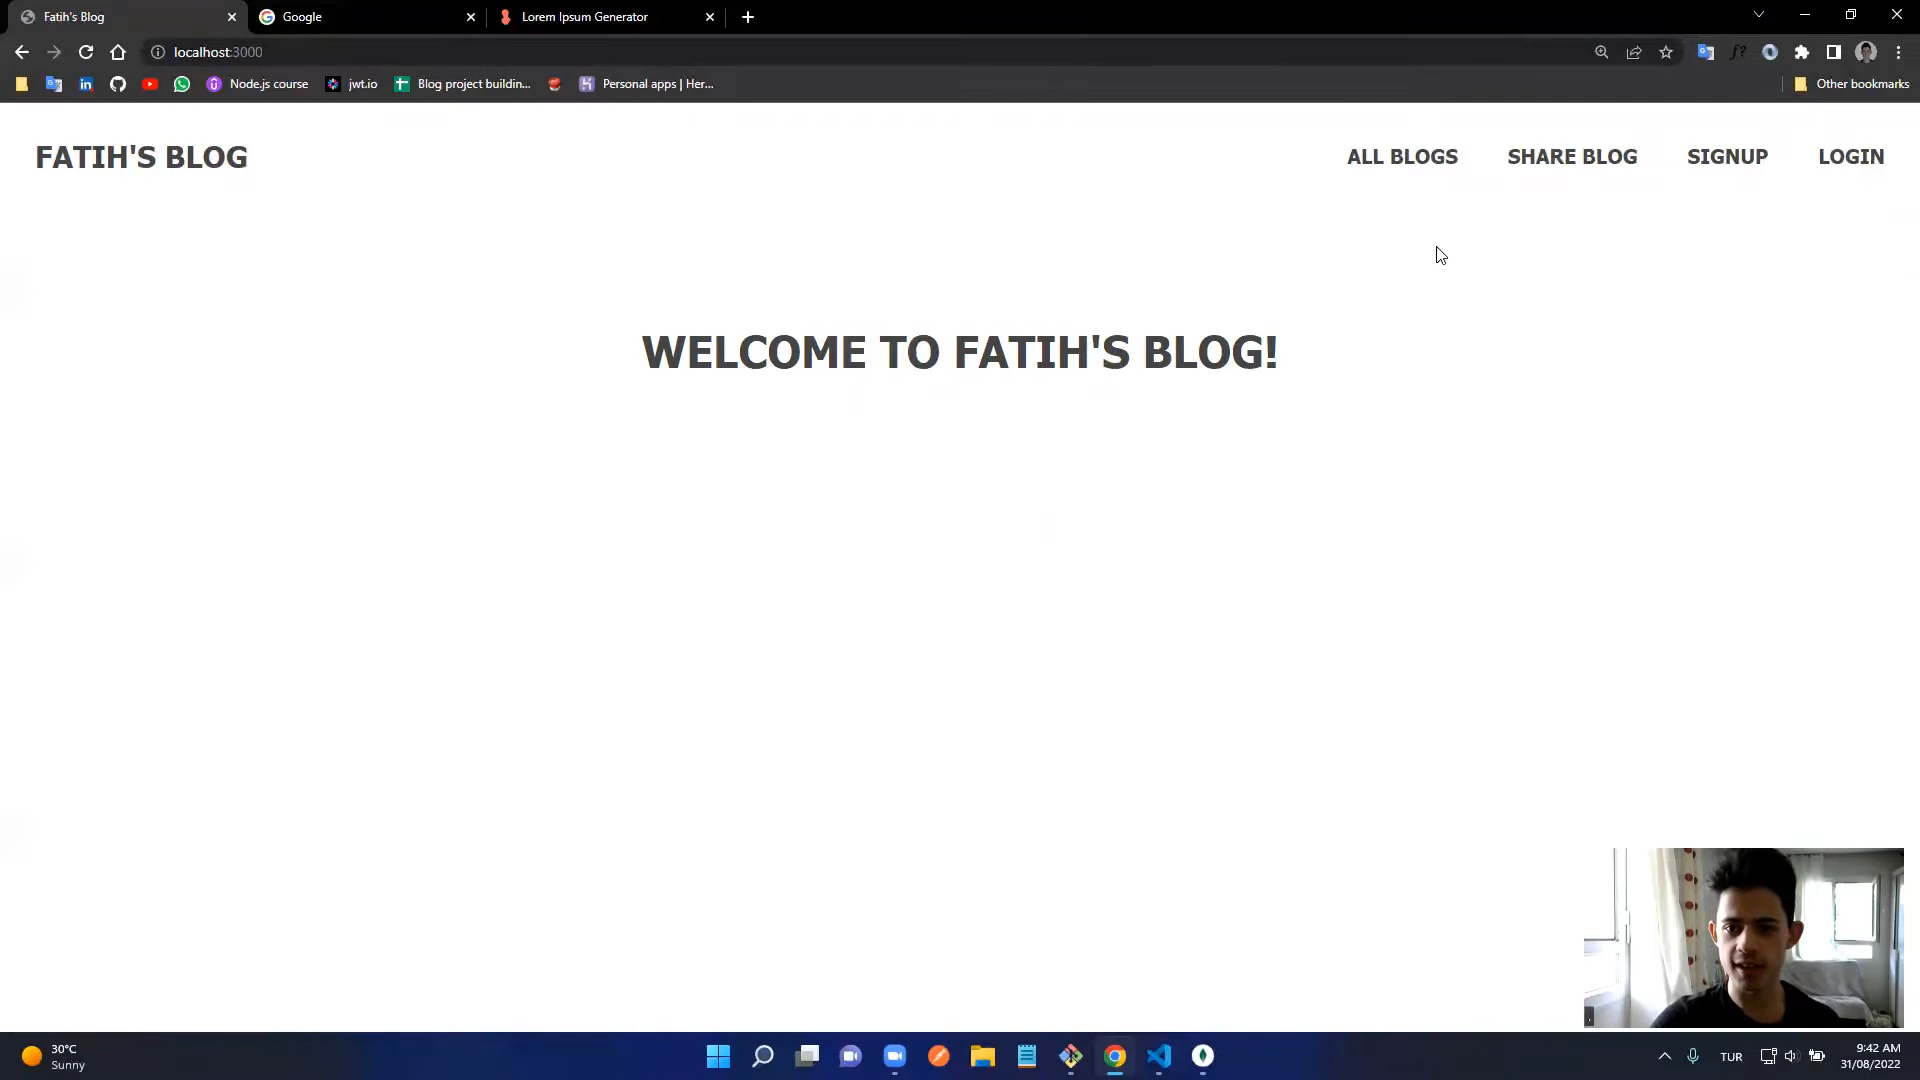 Fatih's Blog
Google
Lorem Ipsum Generator
localhost:3000
Node.js course
jwt.io
Blog project buildin...
Personal apps | Her...
Other bookmarks
FATIH'S BLOG
ALL BLOGS
SHARE BLOG
SIGNUP
LOGIN
WELCOME TO FATIH'S BLOG!
30°C
Sunny
TUR
9:42 AM
31/08/2022